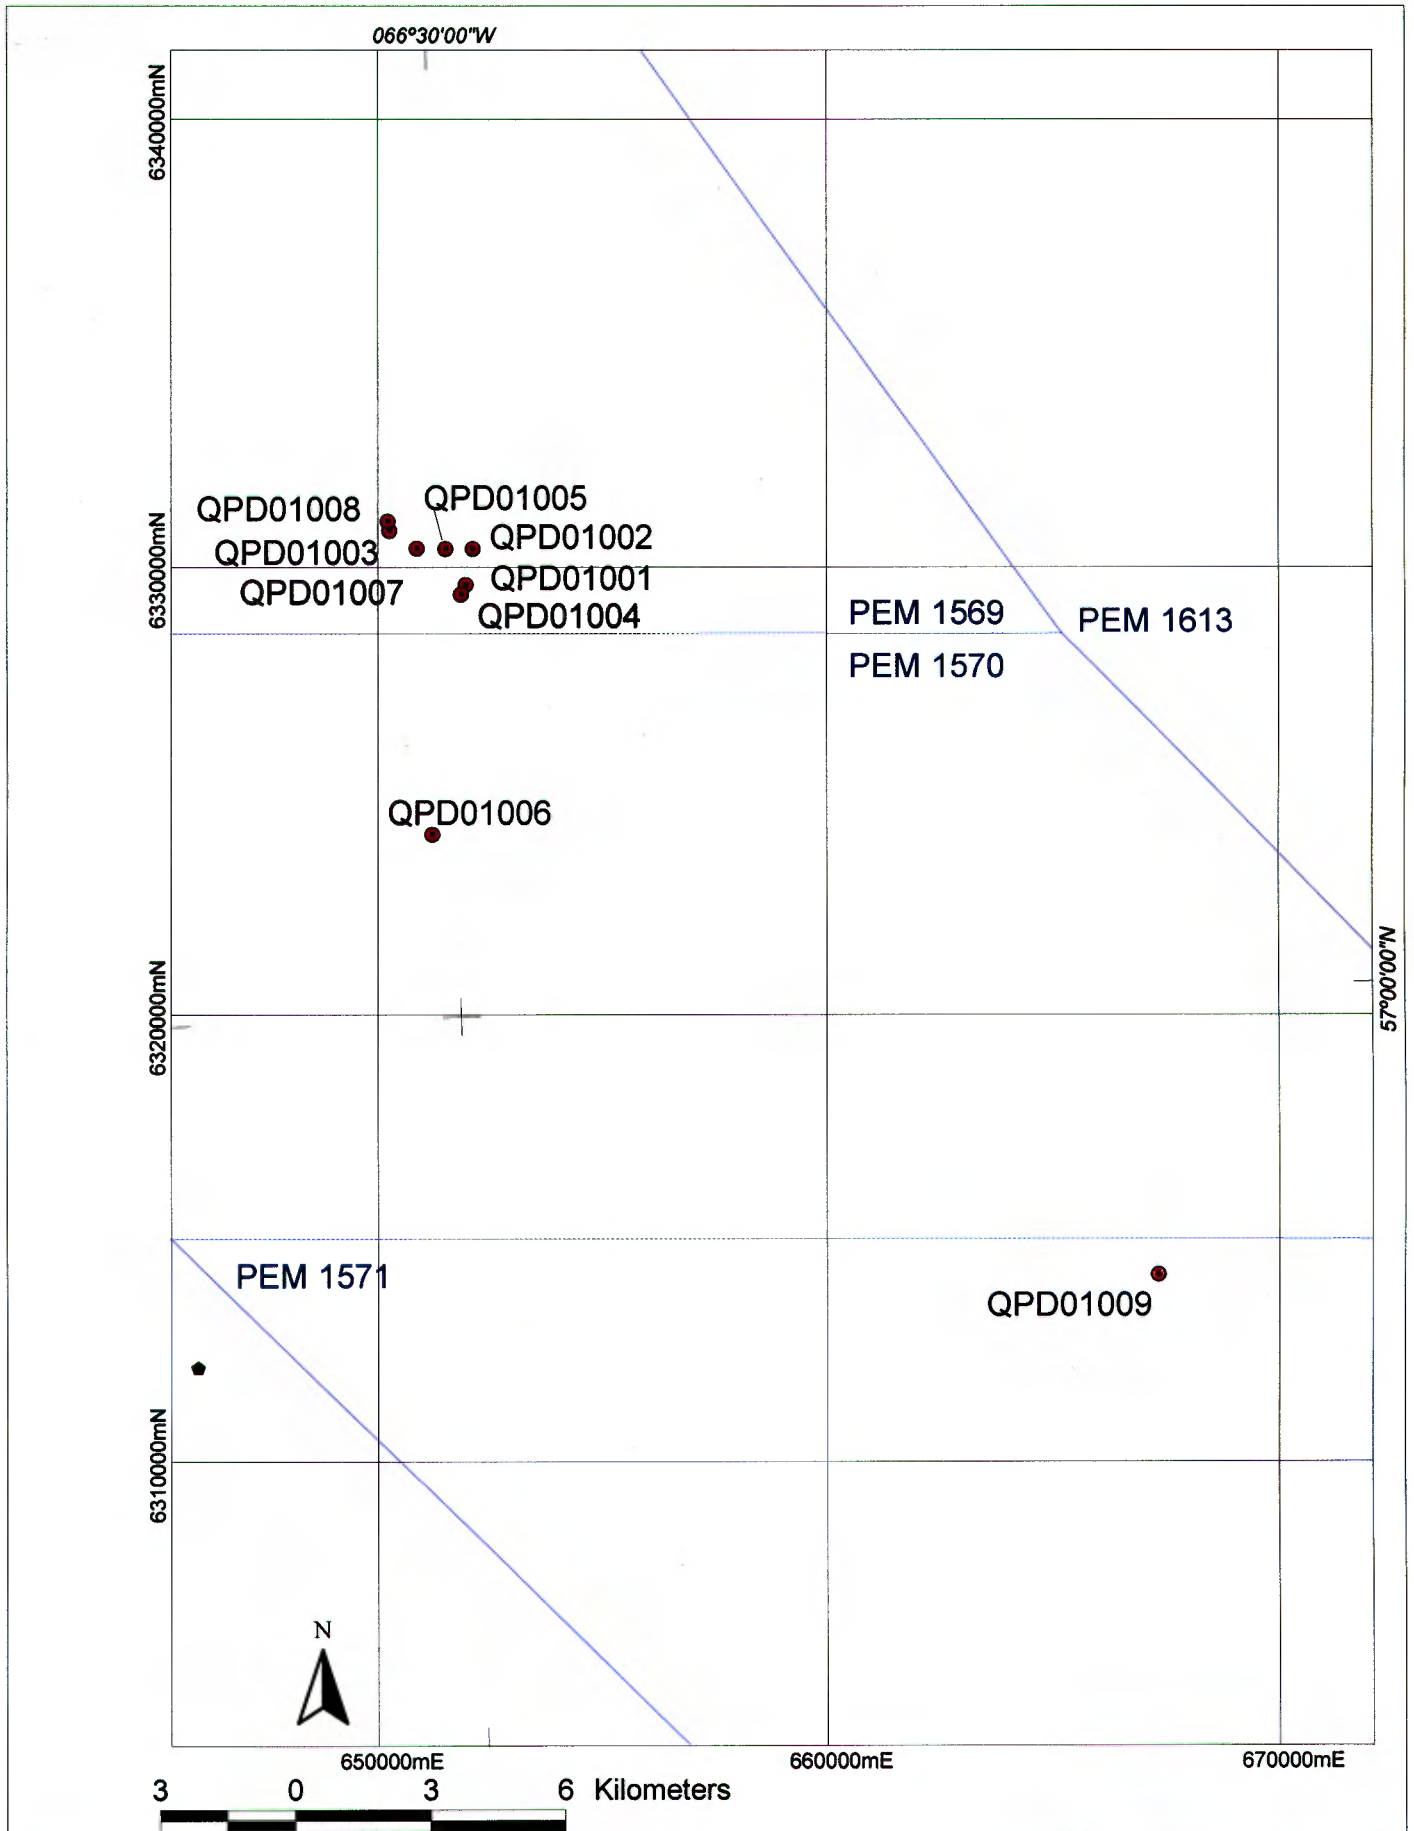 066°30'00"W
6340000mN
QPD01005
QPD01008
QPD01002
QPD01003
6330000mN
QPD01001
QPD01007
QPD01004
PEM 1569
PEM 1613
PEM 1570
QPD01006
57°00'00"N
6320000mN
PEM 1571
QPD01009
6310000mN
N
650000mE
660000mE
670000mE
3 0 3 6 Kilometers